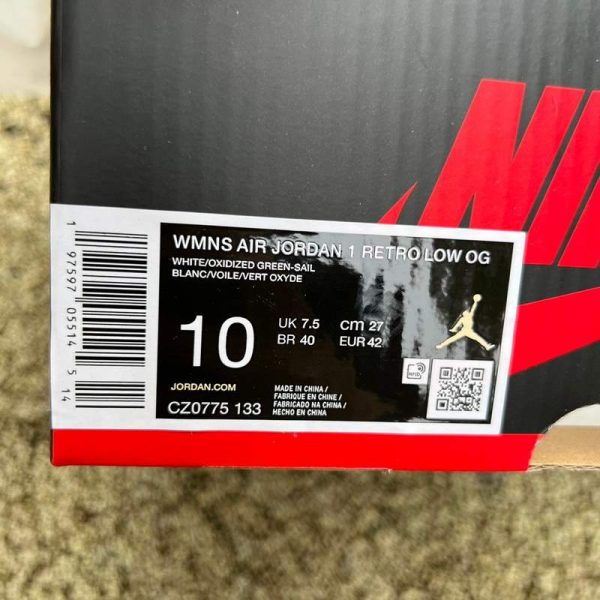 NIK
WMNS AIR JORDAN 1 RETRO LOW OG
WHITE/OXIDIZED GREEN-SAIL
BLANC/VOILE/VERT OXYDE
10
UK 7.5 cm 27
BR 40 EUR 42
JORDAN.COM
CZ0775 133
MADE IN CHINA/
FABRIQUE EN CHINE/
FABRICADO NA CHINA/
HECHO EN CHINA
RFID
1 97597 05514 5 14